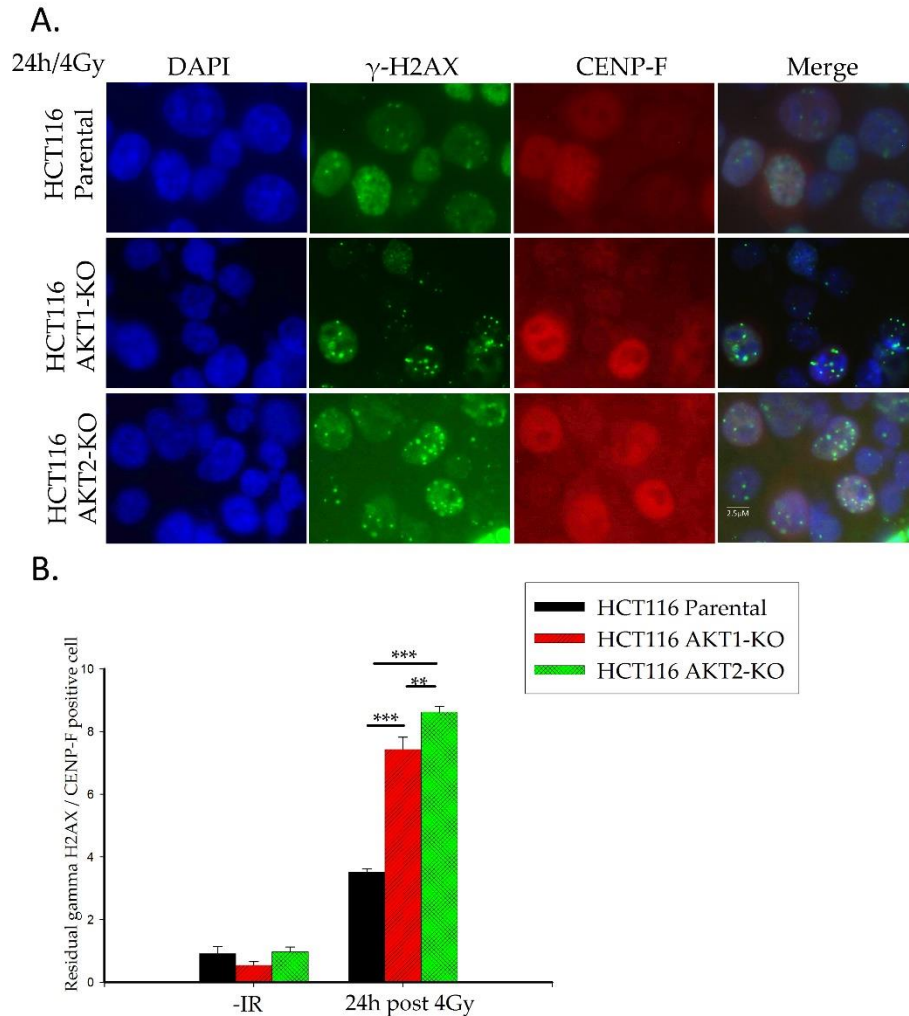 A.
24h/4Gy
DAPI
γ-H2AX
CENP-F
Merge
HCT116
Parental
HCT116
AKT1-KO
HCT116
AKT2-KO
2.5µM
B.
HCT116 Parental
HCT116 AKT1-KO
HCT116 AKT2-KO
Residual gamma H2AX / CENP-F positive cell
10
8
6
4
2
0
***
**
***
-IR
24h post 4Gy